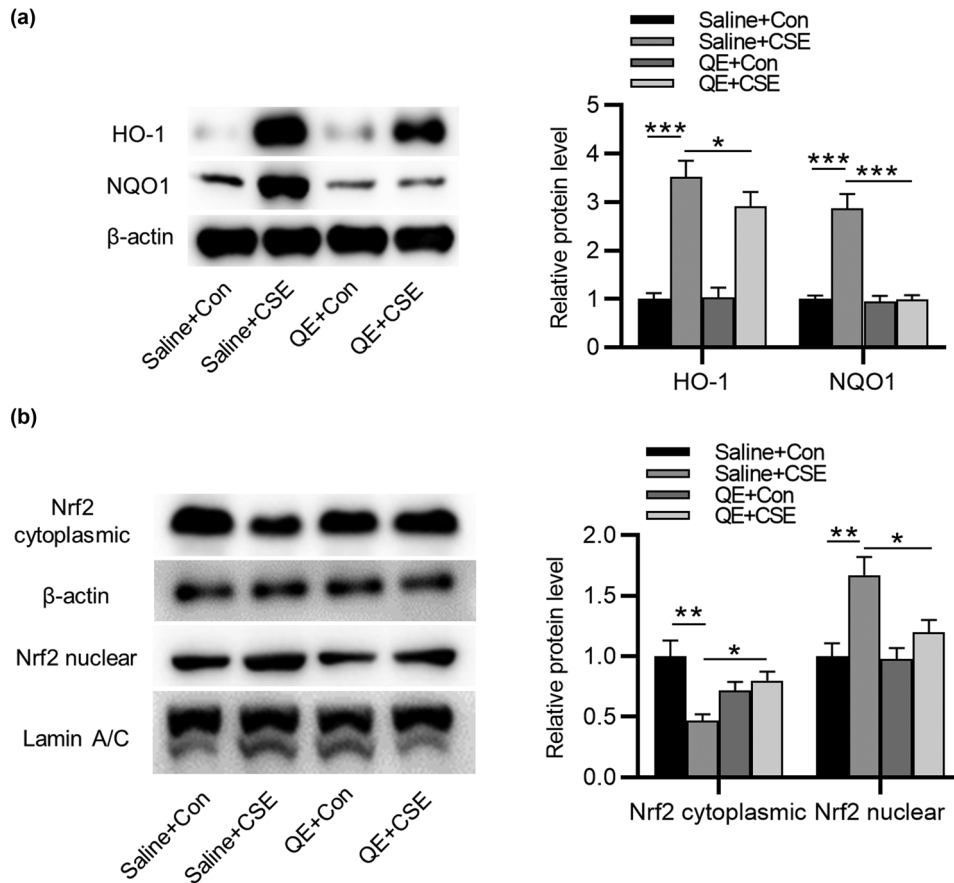 (a)
HO-1
NQO1
β-actin
Saline+Con
Saline+CSE
QE+Con
QE+CSE
Saline+Con
Saline+CSE
QE+Con
QE+CSE
Relative protein level
5
4
3
2
1
0
***
*
***
***
HO-1
NQO1
(b)
Nrf2
cytoplasmic
β-actin
Nrf2 nuclear
Lamin A/C
Saline+Con
Saline+CSE
QE+Con
QE+CSE
Saline+Con
Saline+CSE
QE+Con
QE+CSE
Relative protein level
2.0
1.5
1.0
0.5
0.0
**
*
**
*
Nrf2 cytoplasmic
Nrf2 nuclear